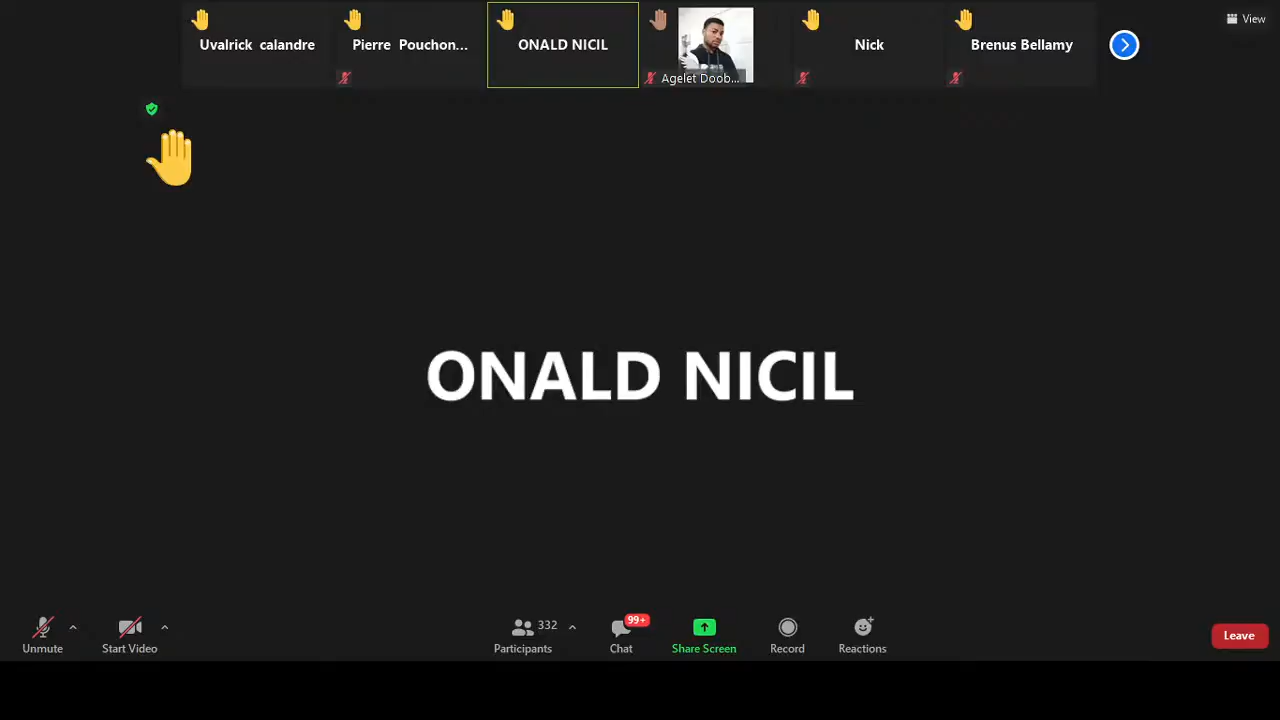 Uvalrick calandre
Pierre Pouchon...
ONALD NICIL
Agelet Doob...
Nick
Brenus Bellamy
View
ONALD NICIL
Unmute
Start Video
332
Participants
99+
Chat
Share Screen
Record
Reactions
Leave